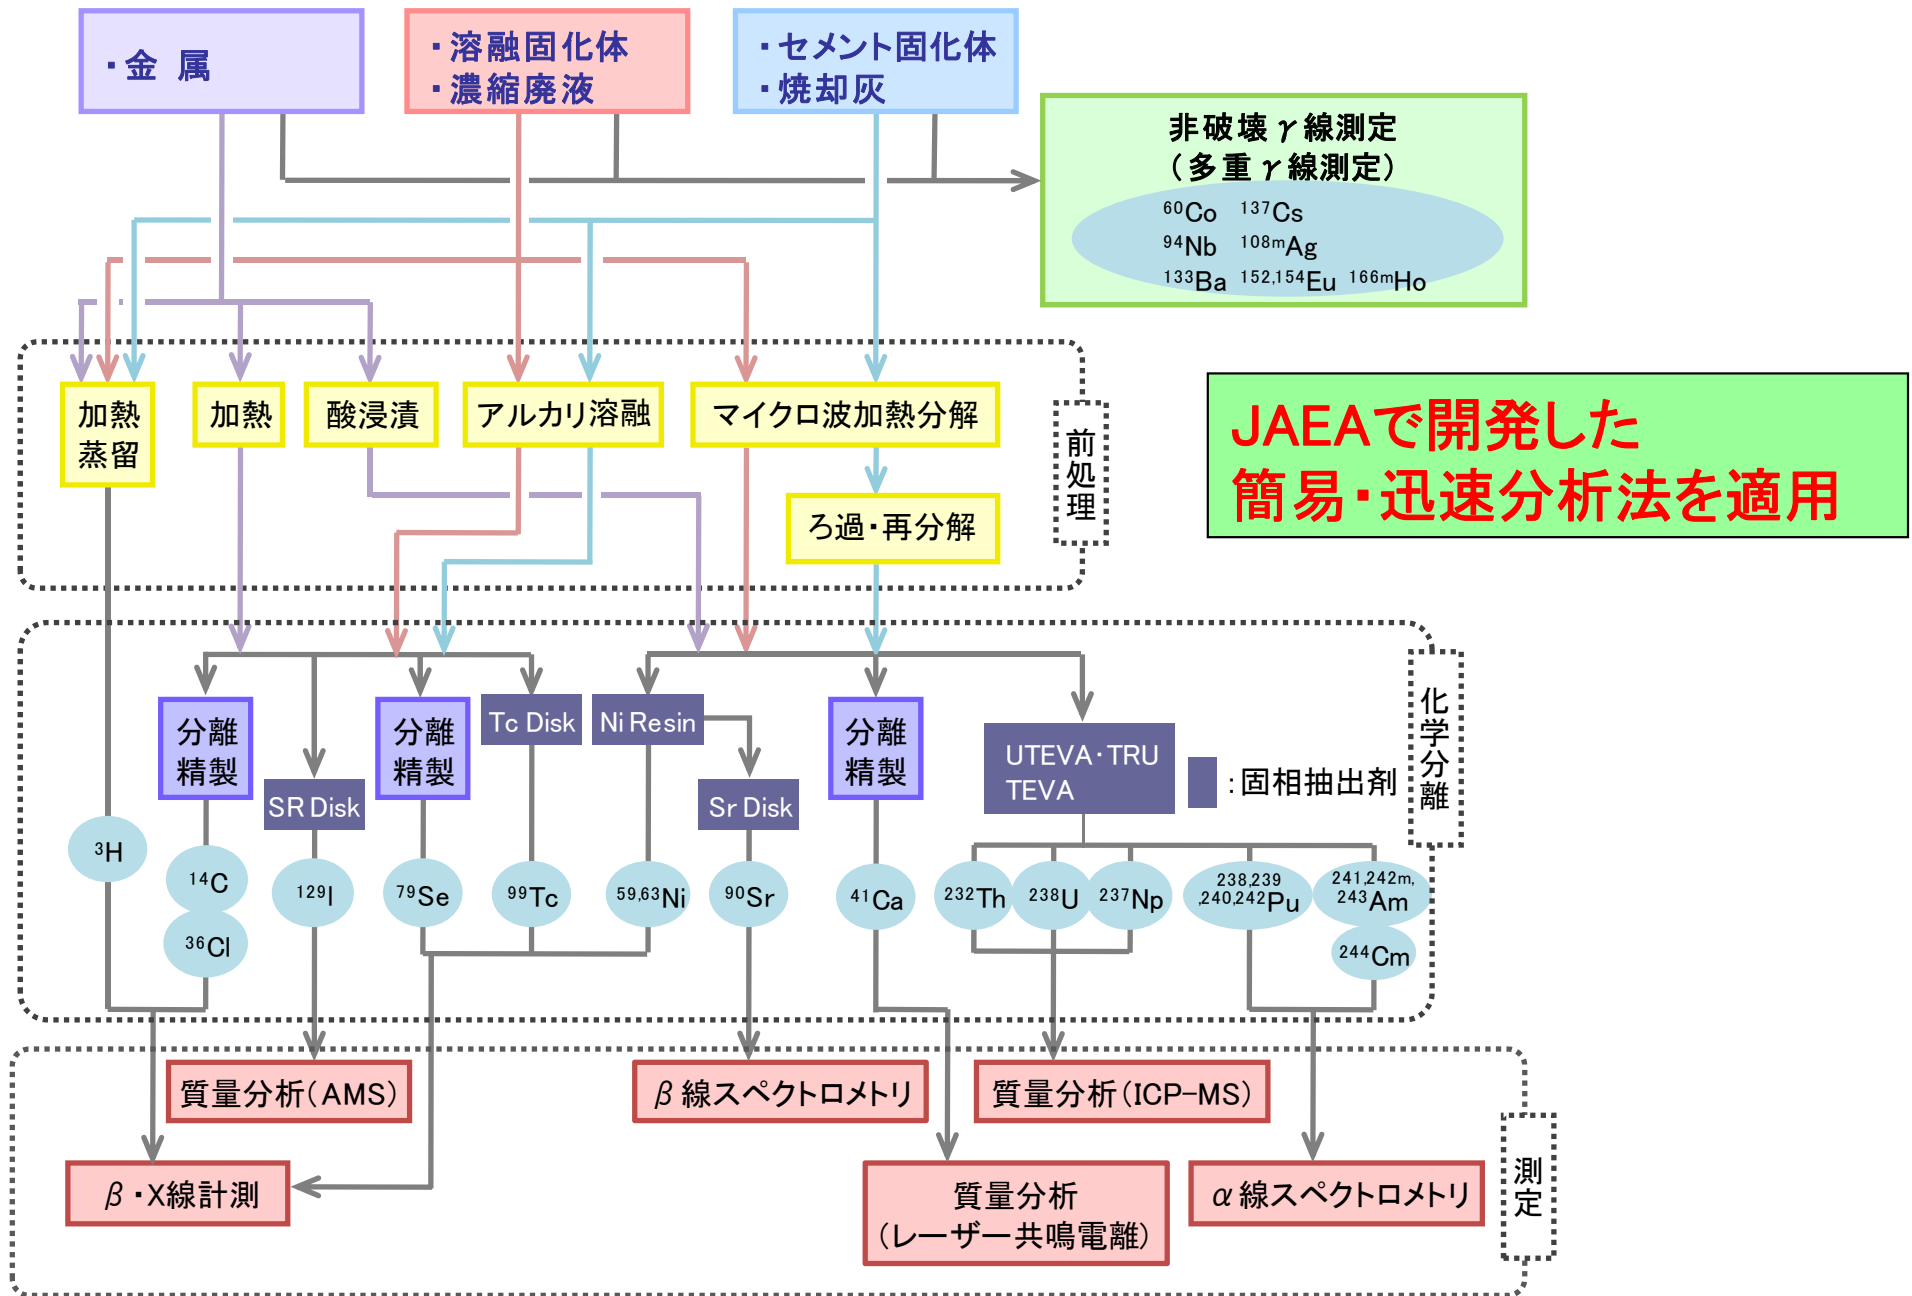 ・金 属
・溶融固化体
・濃縮廃液
・セメント固化体
・焼却灰
非破壊γ線測定
（多重γ線測定）
⁶⁰Co ¹³⁷Cs
⁹⁴Nb ¹⁰⁸ᵐAg
¹³³Ba ¹⁵²,¹⁵⁴Eu ¹⁶⁶ᵐHo
JAEAで開発した
簡易・迅速分析法を適用
加熱
蒸留
加熱
酸浸漬
アルカリ溶融
マイクロ波加熱分解
ろ過・再分解
前処理
分離
精製
SR Disk
分離
精製
Tc Disk
Ni Resin
Sr Disk
分離
精製
UTEVA・TRU
TEVA
：固相抽出剤
化学分離
³H
¹⁴C
³⁶Cl
¹²⁹I
⁷⁹Se
⁹⁹Tc
⁵⁹,⁶³Ni
⁹⁰Sr
⁴¹Ca
²³²Th
²³⁸U
²³⁷Np
²³⁸,²³⁹
,²⁴⁰,²⁴²Pu
²⁴¹,²⁴²ᵐ,
²⁴³Am
²⁴⁴Cm
質量分析（AMS）
β線スペクトロメトリ
質量分析（ICP-MS）
β・X線計測
質量分析
（レーザー共鳴電離）
α線スペクトロメトリ
測定